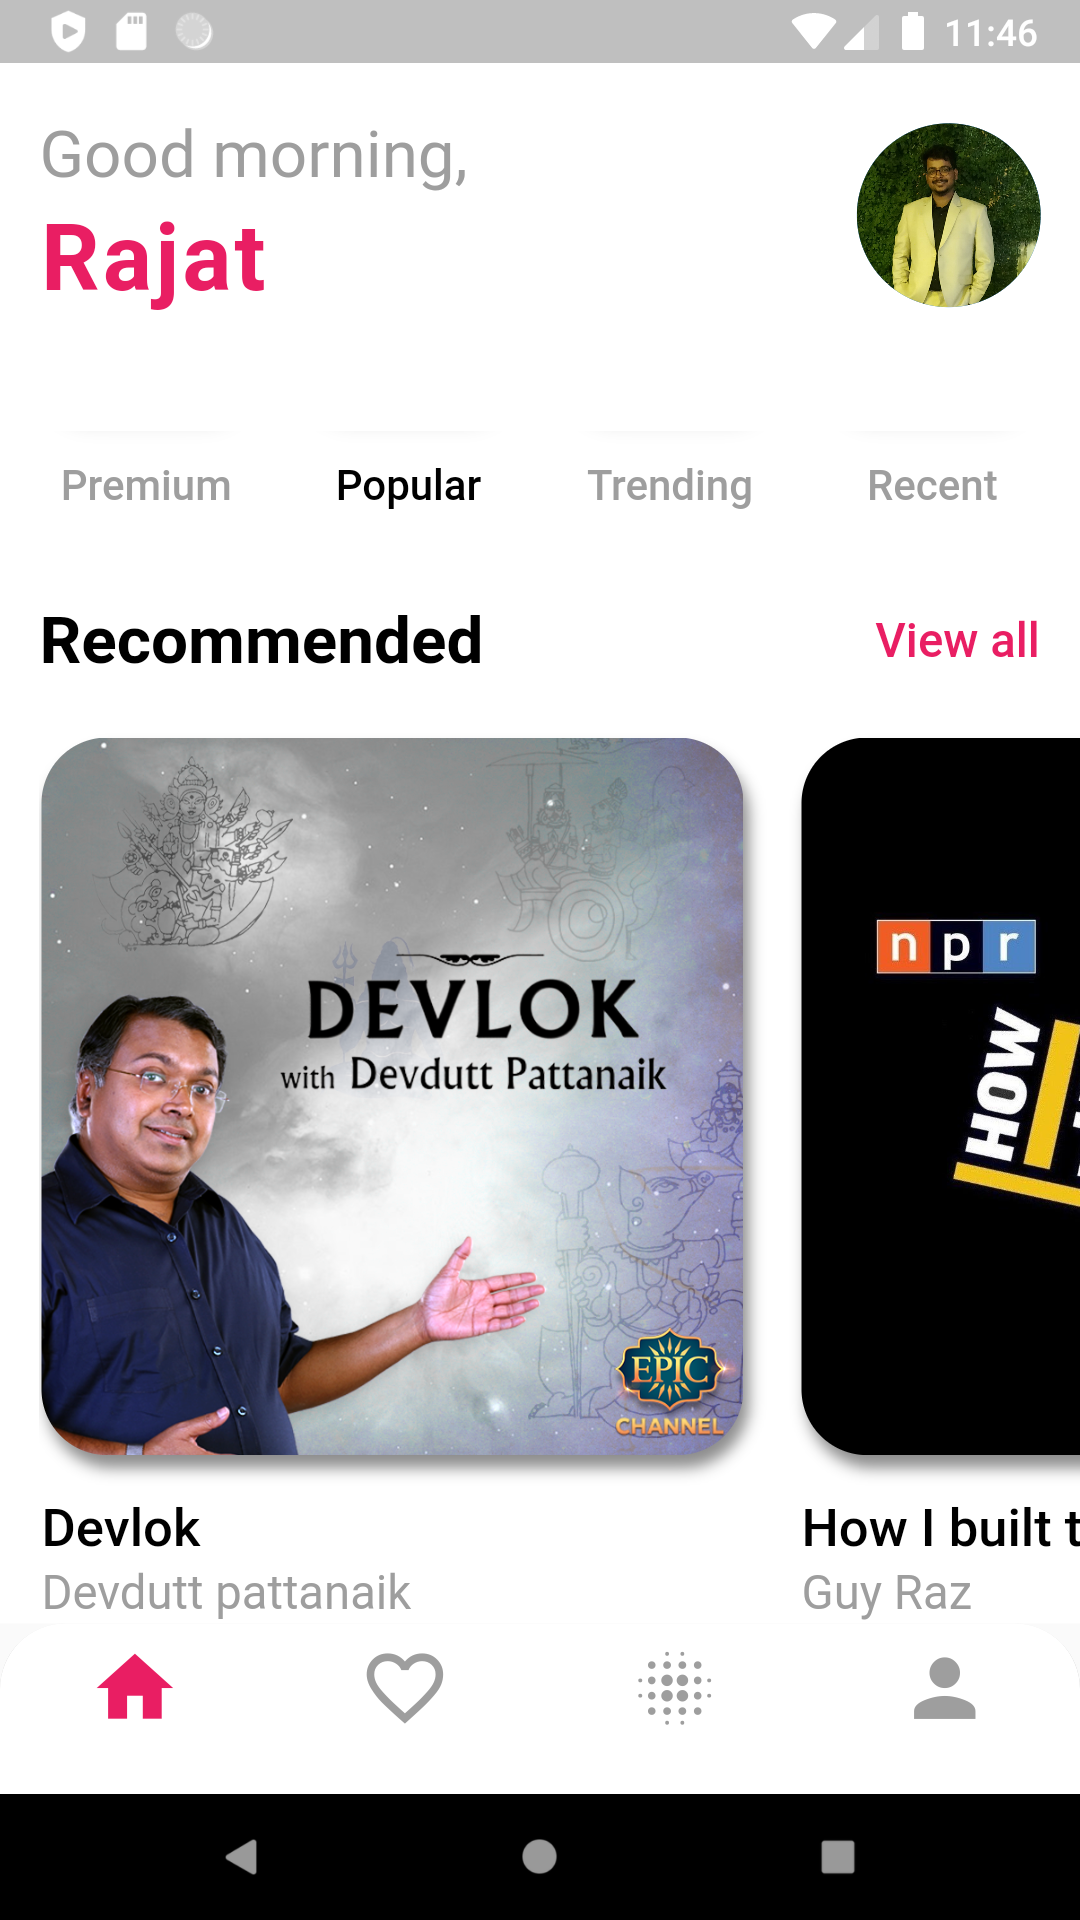 11:46
Good morning,
Rajat
Premium Popular Trending Recent
Recommended View all
DEVLOK
with Devdutt Pattanaik
EPIC
CHANNEL
npr
HOW
I
Devlok
Devdutt pattanaik
How I built t
Guy Raz